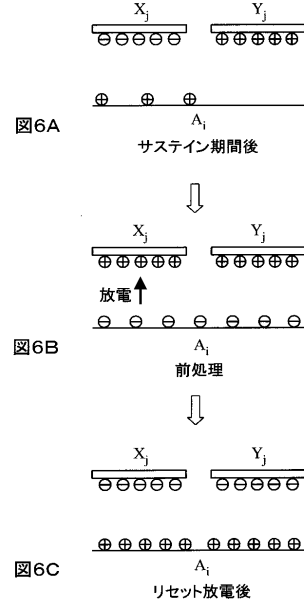 Xj Yj
⊖⊖⊖⊖⊖ ⊕⊕⊕⊕⊕
⊕ ⊕ ⊕
図6A
Ai
サステイン期間後
Xj Yj
⊕⊕⊕⊕⊕ ⊕⊕⊕⊕⊕
放電
⊖ ⊖ ⊖ ⊖ ⊖ ⊖ ⊖
図6B
Ai
前処理
Xj Yj
⊖⊖⊖⊖⊖ ⊖⊖⊖⊖⊖
⊕⊕⊕⊕⊕ ⊕⊕⊕⊕⊕
図6C
Ai
リセット放電後